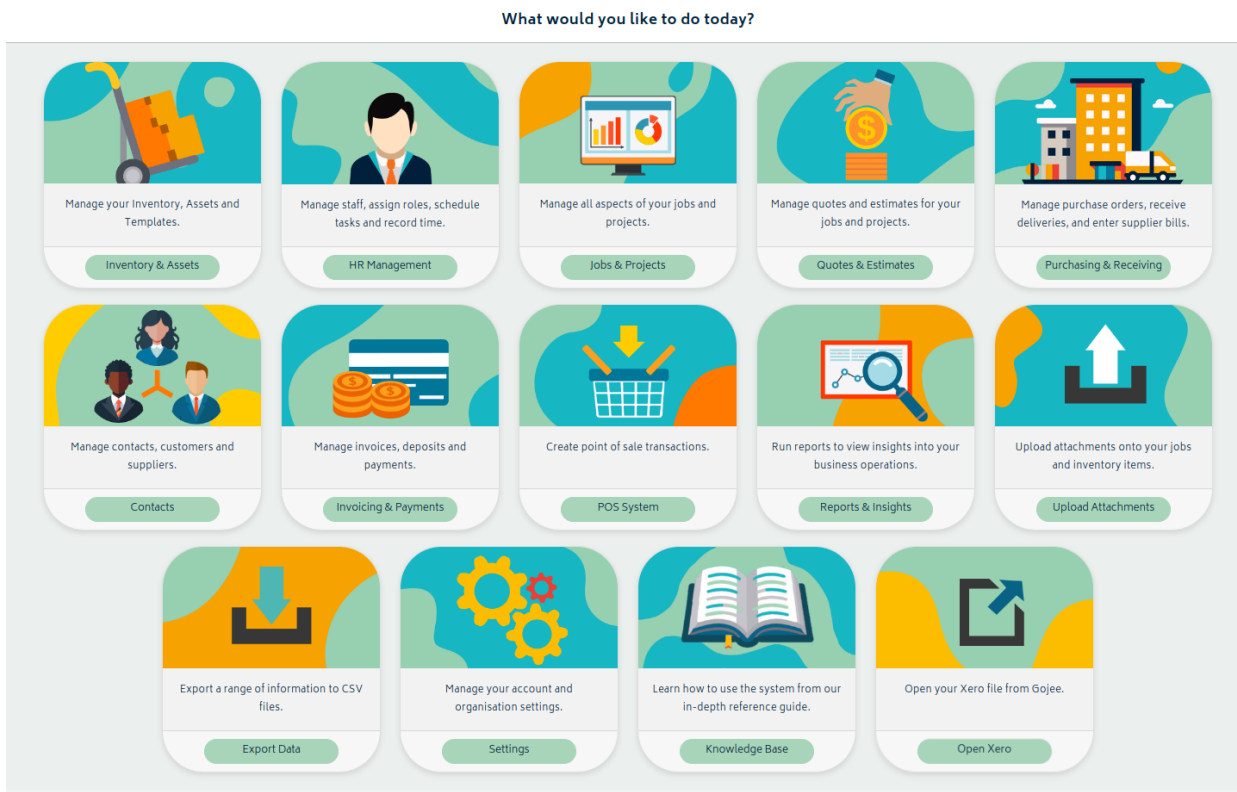 What would you like to do today?
Manage your Inventory, Assets and
Templates.
Inventory & Assets
Manage staff, assign roles, schedule
tasks and record time.
HR Management
Manage all aspects of your jobs and
projects.
Jobs & Projects
$
Manage quotes and estimates for your
jobs and projects.
Quotes & Estimates
Manage purchase orders, receive
deliveries, and enter supplier bills.
Purchasing & Receiving
Manage contacts, customers and
suppliers.
Contacts
$
$
Manage invoices, deposits and
payments.
Invoicing & Payments
Create point of sale transactions.
POS System
Run reports to view insights into your
business operations.
Reports & Insights
Upload attachments onto your jobs
and inventory items.
Upload Attachments
Export a range of information to CSV
files.
Export Data
Manage your account and
organisation settings.
Settings
Learn how to use the system from our
in-depth reference guide.
Knowledge Base
Open your Xero file from Gojee.
Open Xero